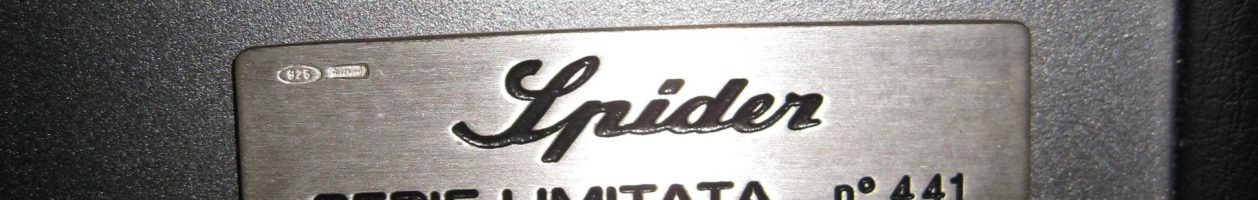 925
Spider
SERIE LIMITATA n° 441